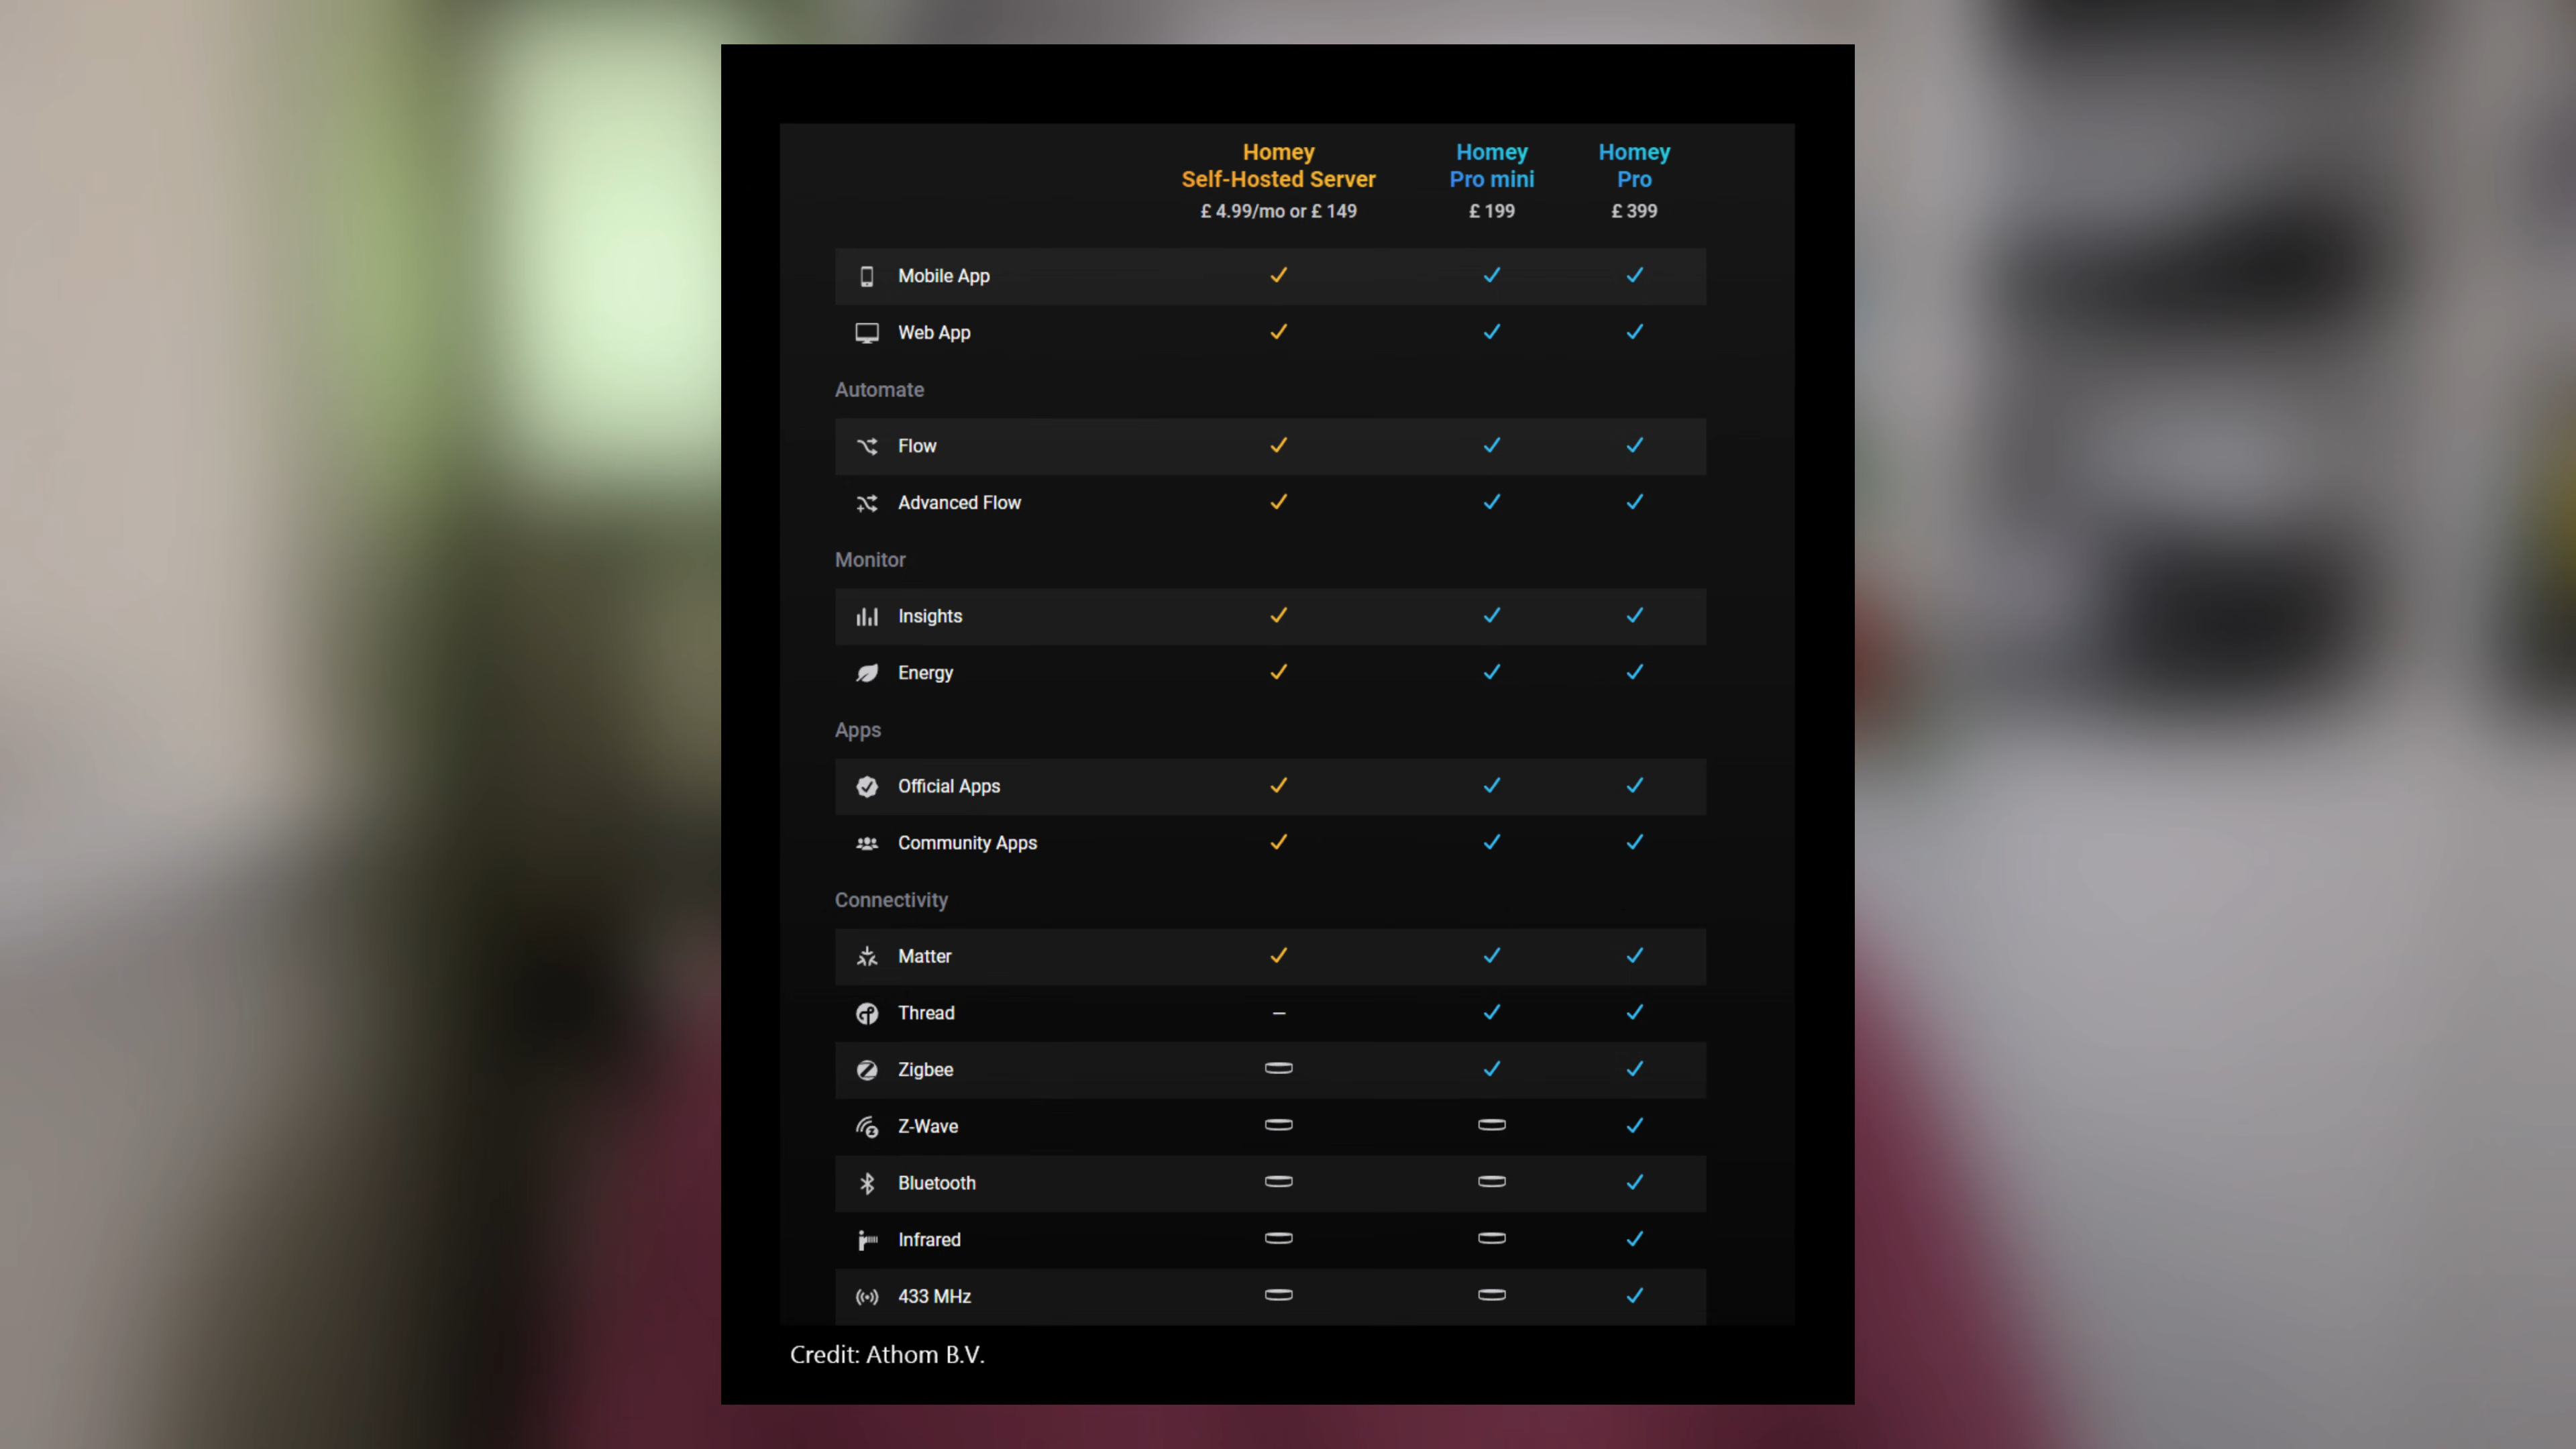 Homey Self-Hosted Server
£ 4.99/mo or £ 149
Homey Pro mini
£ 199
Homey Pro
£ 399
Mobile App
Web App
Automate
Flow
Advanced Flow
Monitor
Insights
Energy
Apps
Official Apps
Community Apps
Connectivity
Matter
Thread
Zigbee
Z-Wave
Bluetooth
Infrared
433 MHz
Credit: Athom B.V.